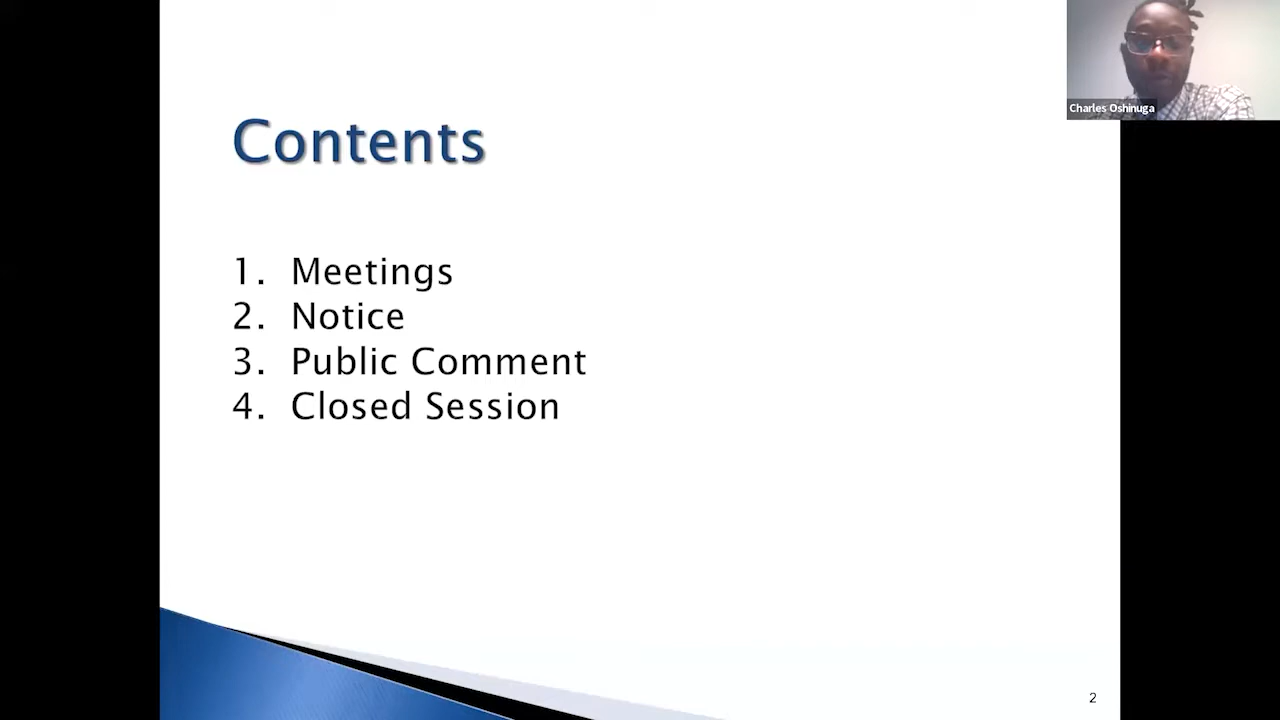 Charles Oshinuga
Contents
1. Meetings
2. Notice
3. Public Comment
4. Closed Session
2